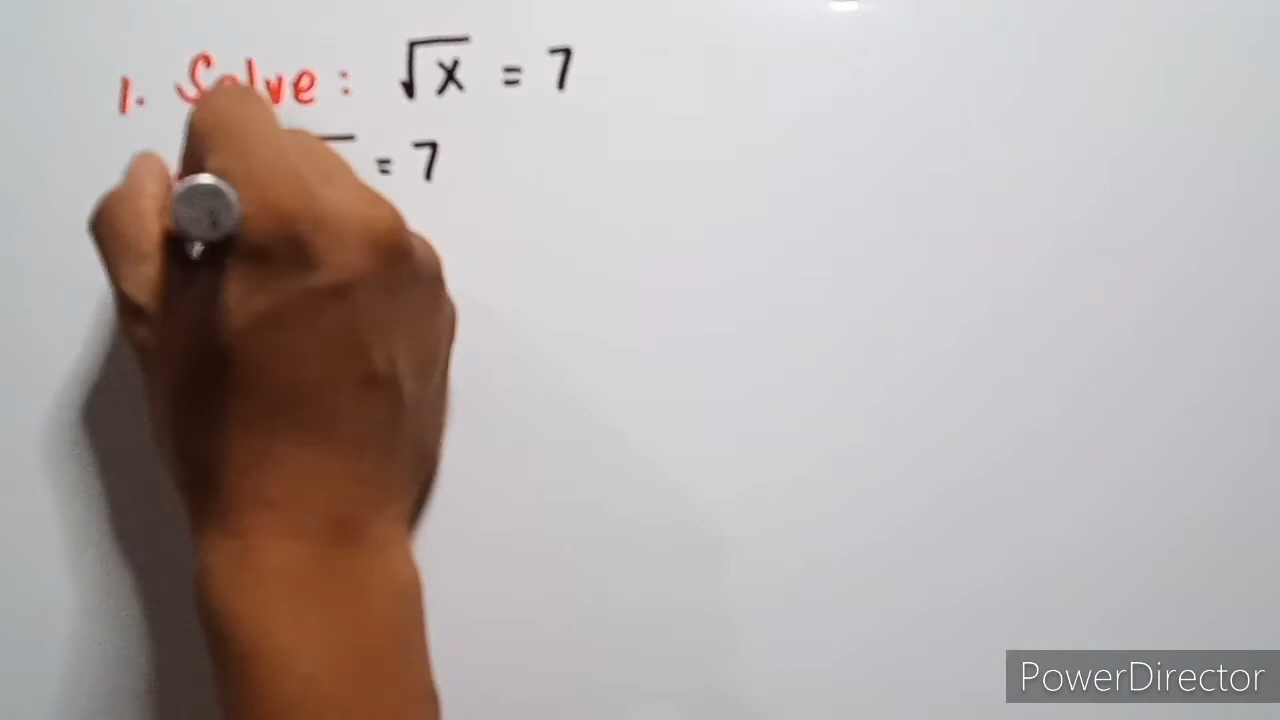 1. Solve: √x = 7
= 7
PowerDirector